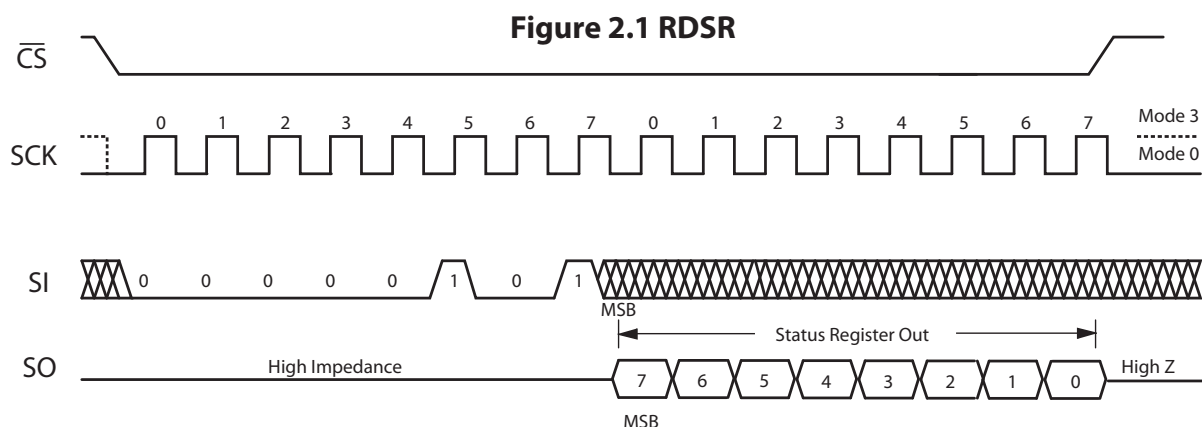 Figure 2.1 RDSR
CS
0 1 2 3 4 5 6 7 0 1 2 3 4 5 6 7
Mode 3
SCK
Mode 0
SI
0 0 0 0 0 1 0 1
MSB
Status Register Out
SO
High Impedance
7 6 5 4 3 2 1 0
High Z
MSB